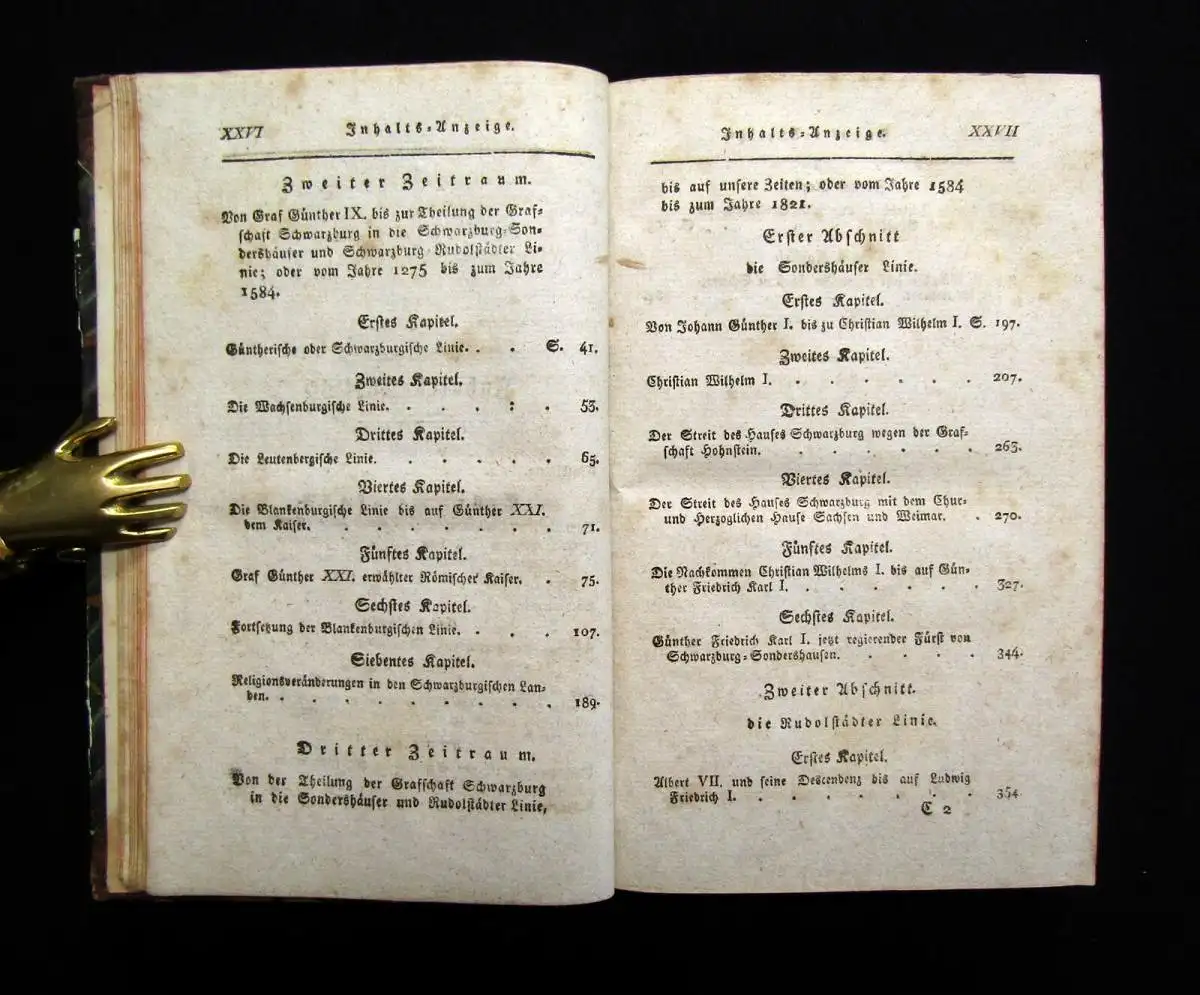 XXVI Inhalts-Anzeige.
Zweiter Zeitraum.
Von Graf Günther IX. bis zur Theilung der Graf-
schaft Schwarzburg in die Schwarzburg-Son-
dershäuser und Schwarzburg-Rudolstädter Li-
nie; oder vom Jahre 1275 bis zum Jahre
1584.
Erstes Kapitel.
Güntherische oder Schwarzburgische Linie. . . S. 41.
Zweites Kapitel.
Die Wachsenburgische Linie. . . . : . 53.
Drittes Kapitel.
Die Leutenbergische Linie. . . . . . 65.
Viertes Kapitel.
Die Blankenburgische Linie bis auf Günther XXI.
dem Kaiser. . . . . . . . 71.
Fünftes Kapitel.
Graf Günther XXI. erwählter Römischer Kaiser. . 75.
Sechstes Kapitel.
Fortsetzung der Blankenburgischen Linie. . . . 107.
Siebentes Kapitel.
Religionsveränderungen in den Schwarzburgischen Lan-
den. . . . . . . . . . 189.
Dritter Zeitraum.
Von der Theilung der Grafschaft Schwarzburg
in die Sondershäuser und Rudolstädter Linie,
Inhalts-Anzeige. XXVII
bis auf unsere Zeiten; oder vom Jahre 1584
bis zum Jahre 1821.
Erster Abschnitt
die Sondershäuser Linie.
Erstes Kapitel.
Von Johann Günther I. bis zu Christian Wilhelm I. S. 197.
Zweites Kapitel.
Christian Wilhelm I. . . . . . . 207.
Drittes Kapitel.
Der Streit des Hauses Schwarzburg wegen der Graf-
schaft Hohnstein. . . . . . . 263.
Viertes Kapitel.
Der Streit des Hauses Schwarzburg mit dem Chur-
und Herzoglichen Hause Sachsen und Weimar. . 270.
Fünftes Kapitel.
Die Nachkommen Christian Wilhelms I. bis auf Gün-
ther Friedrich Karl I. . . . . . 327.
Sechstes Kapitel.
Günther Friedrich Karl I. jetzt regierender Fürst von
Schwarzburg-Sondershausen. . . . . 344.
Zweiter Abschnitt.
die Rudolstädter Linie.
Erstes Kapitel.
Albert VII. und seine Descendenz bis auf Ludwig
Friedrich I. . . . . . . . 354
C 2